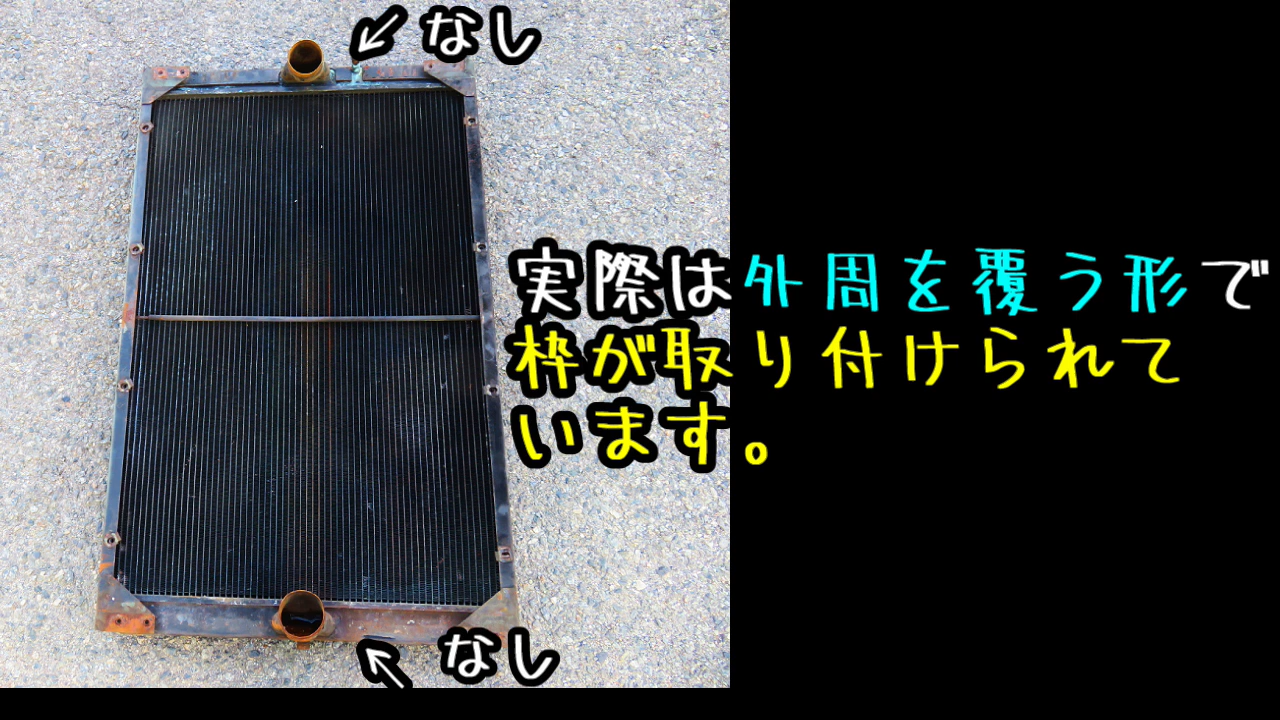 なし
実際は外周を覆う形で
枠が取り付けられて
います。
なし